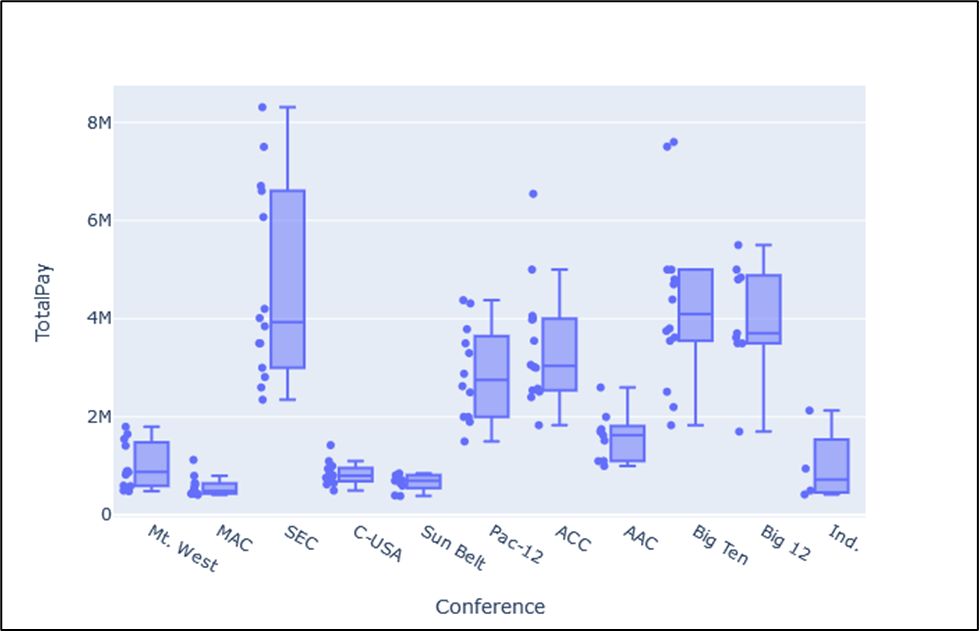 8M
6M
4M
2M
0
TotalPay
Mt. West
MAC
SEC
C-USA
Sun Belt
Pac-12
ACC
AAC
Big Ten
Big 12
Ind.
Conference